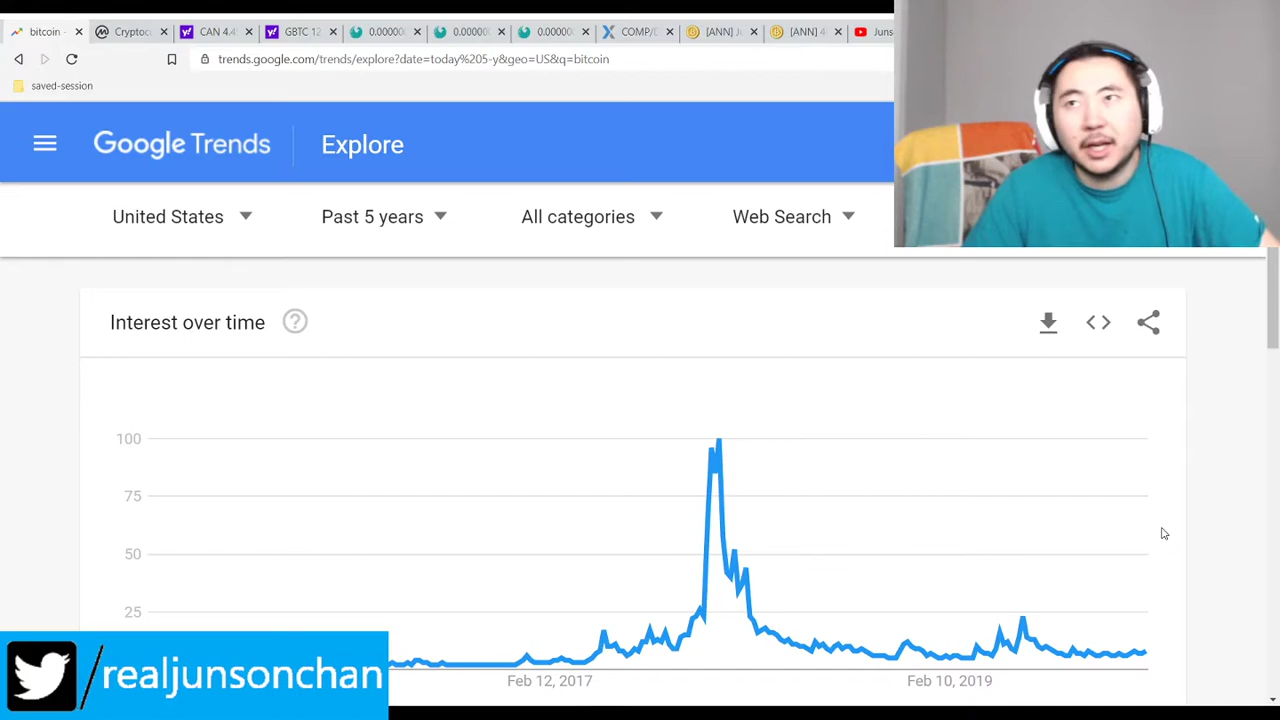 bitcoin
Cryptocu
CAN 4.4
GBTC 12
0.00000
0.00000
0.00000
COMP/
[ANN] J
[ANN] 4
Juns
trends.google.com/trends/explore?date=today%205-y&geo=US&q=bitcoin
saved-session
Google Trends
Explore
United States
Past 5 years
All categories
Web Search
Interest over time
?
100
75
50
25
Feb 12, 2017
Feb 10, 2019
/realjunsonchan